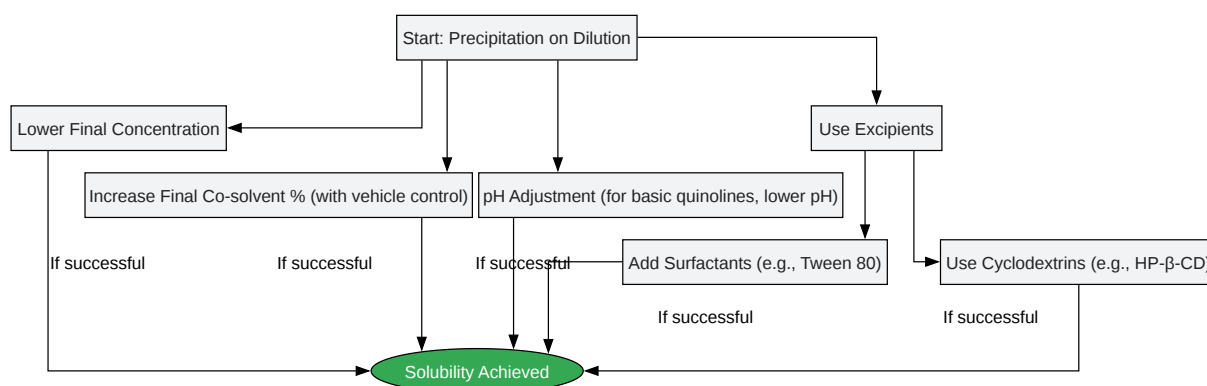 Start: Precipitation on Dilution
Lower Final Concentration
Use Excipients
Increase Final Co-solvent % (with vehicle control)
pH Adjustment (for basic quinolines, lower pH)
If successful
If successful
If successful
Add Surfactants (e.g., Tween 80)
Use Cyclodextrins (e.g., HP-β-CD)
If successful
If successful
Solubility Achieved